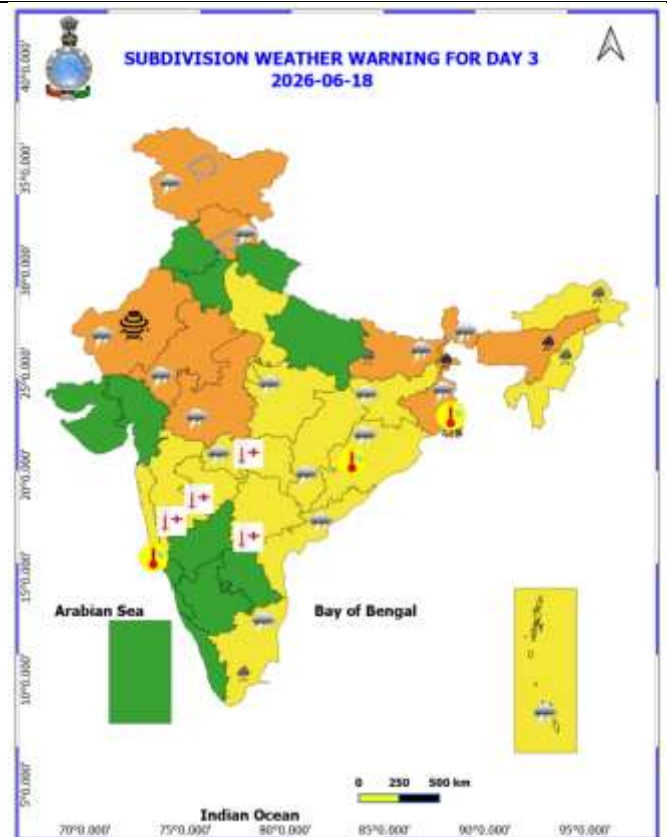 SUBDIVISION WEATHER WARNING FOR DAY 3
2026-06-18
40°0.000'
35°0.000'
30°0.000'
25°0.000'
20°0.000'
15°0.000'
10°0.000'
5°0.000'
Arabian Sea
Bay of Bengal
0 250 500 km
Indian Ocean
70°0.000' 75°0.000' 80°0.000' 85°0.000' 90°0.000' 95°0.000'